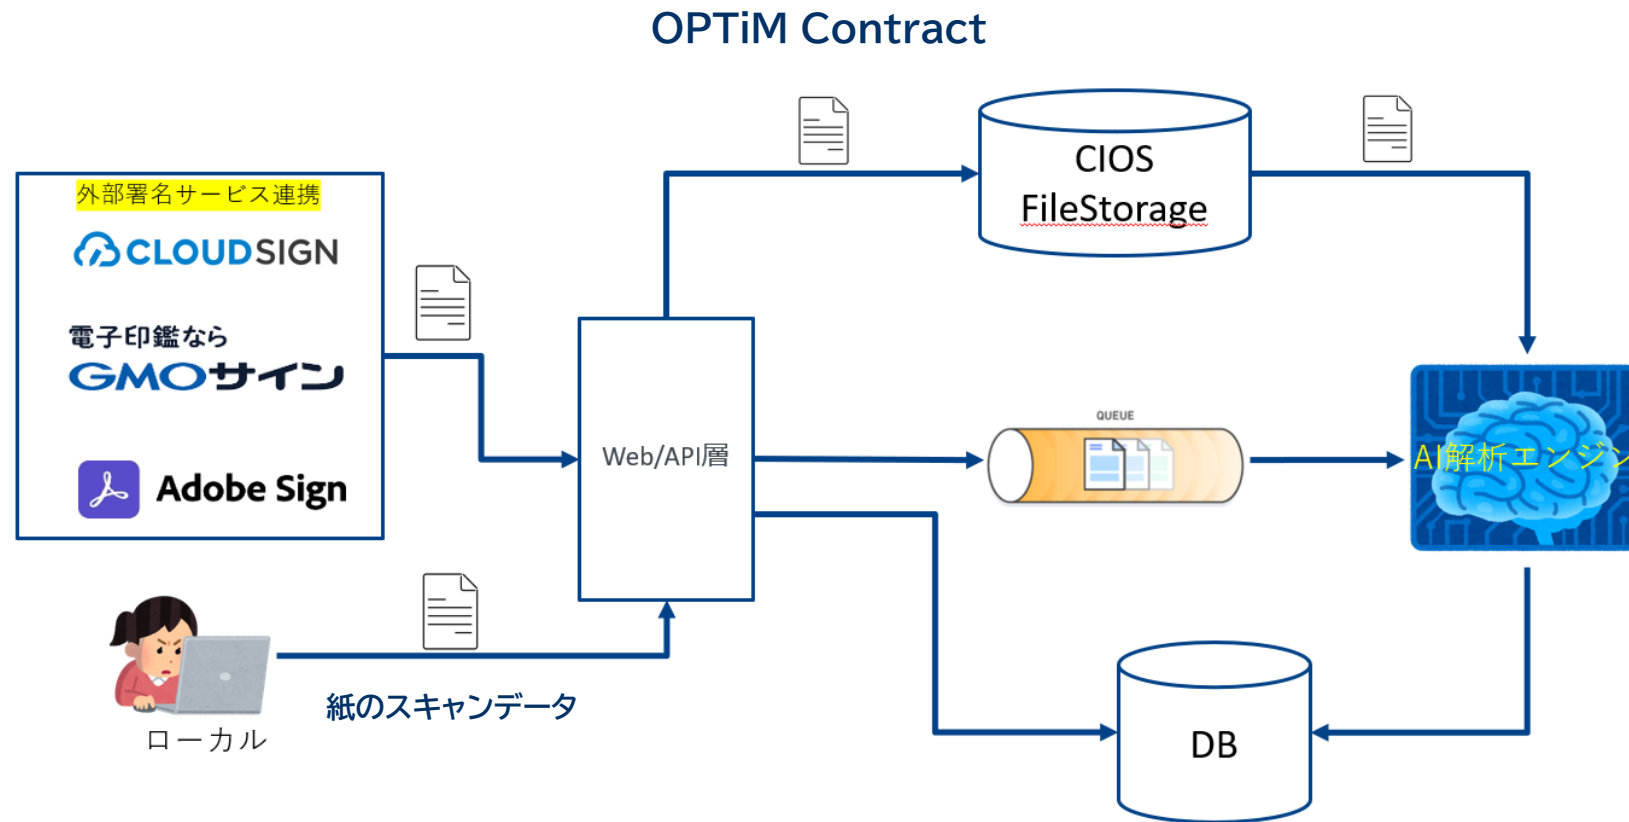 OPTiM Contract
外部署名サービス連携
CLOUDSIGN
電子印鑑なら
GMOサイン
Adobe Sign
ローカル
紙のスキャンデータ
Web/API層
CIOS
FileStorage
QUEUE
AI解析エンジン
DB